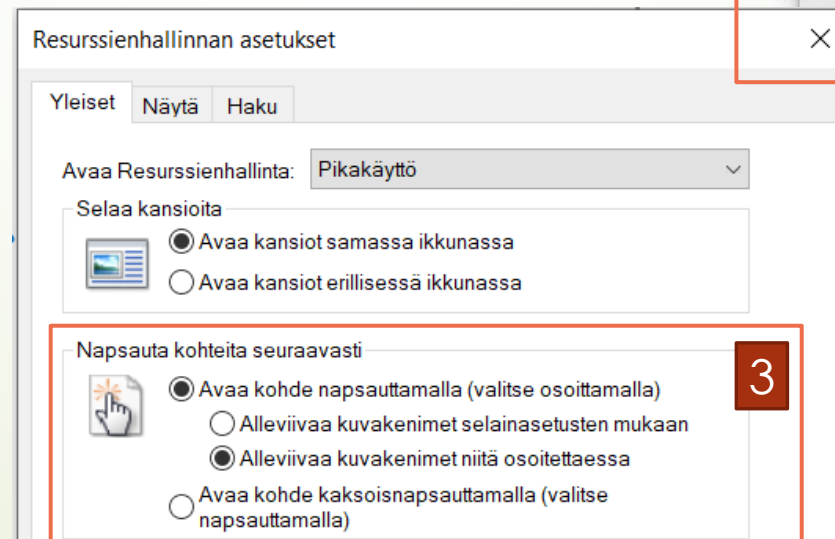 Resurssienhallinnan asetukset
Yleiset Näytä Haku
Avaa Resurssienhallinta: Pikakäyttö
Selaa kansioita
Avaa kansiot samassa ikkunassa
Avaa kansiot erillisessä ikkunassa
Napsauta kohteita seuraavasti
3
Avaa kohde napsauttamalla (valitse osoittamalla)
Alleviivaa kuvakenimet selainasetusten mukaan
Alleviivaa kuvakenimet niitä osoitettaessa
Avaa kohde kaksoisnapsauttamalla (valitse
napsauttamalla)